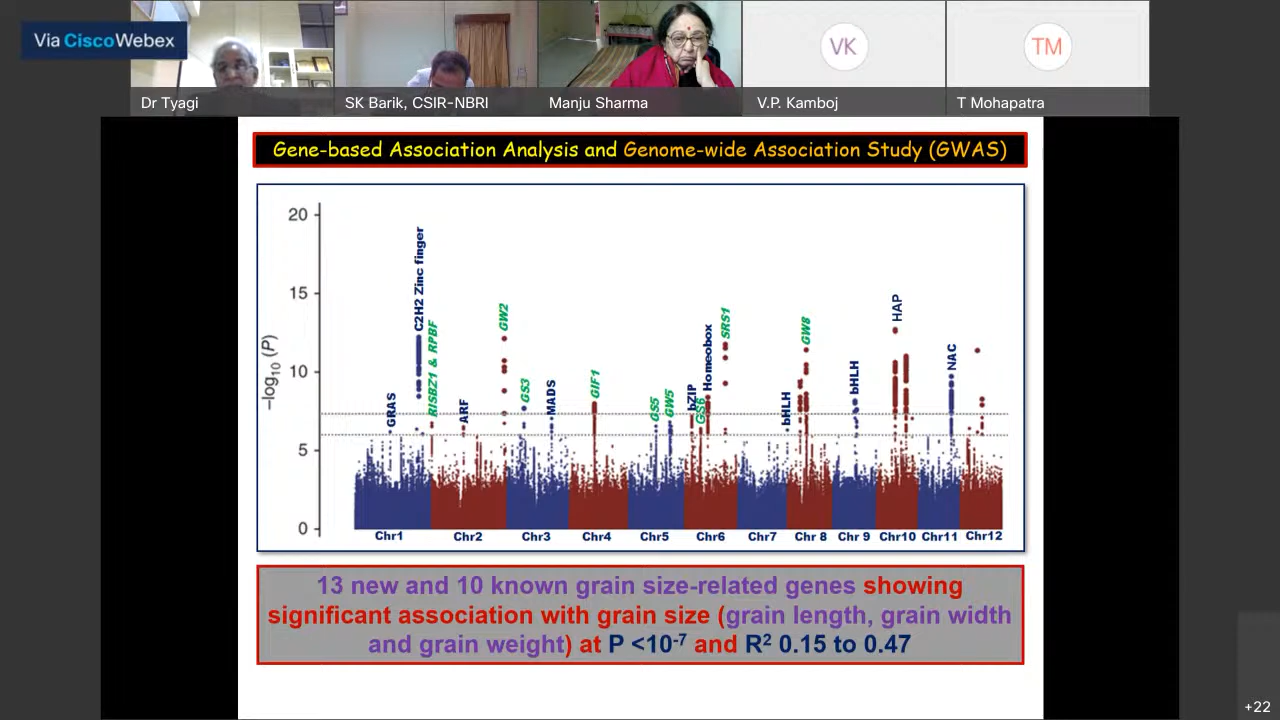 Via CiscoWebex
Dr Tyagi
SK Barik, CSIR-NBRI
Manju Sharma
VK
V.P. Kamboj
TM
T Mohapatra
Gene-based Association Analysis and Genome-wide Association Study (GWAS)
−log10 (P)
20
15
10
5
0
GRAS
C2H2 Zinc finger
RISBZ1 & RPBF
ARF
GW2
GS3
MADS
GIF1
GS5
GW5
bZIP
GS6
Homeobox
SRS1
bHLH
GW8
bHLH
HAP
NAC
Chr1 Chr2 Chr3 Chr4 Chr5 Chr6 Chr7 Chr 8 Chr 9 Chr10 Chr11 Chr12
13 new and 10 known grain size-related genes showing
significant association with grain size (grain length, grain width
and grain weight) at P <10-7 and R2 0.15 to 0.47
+22